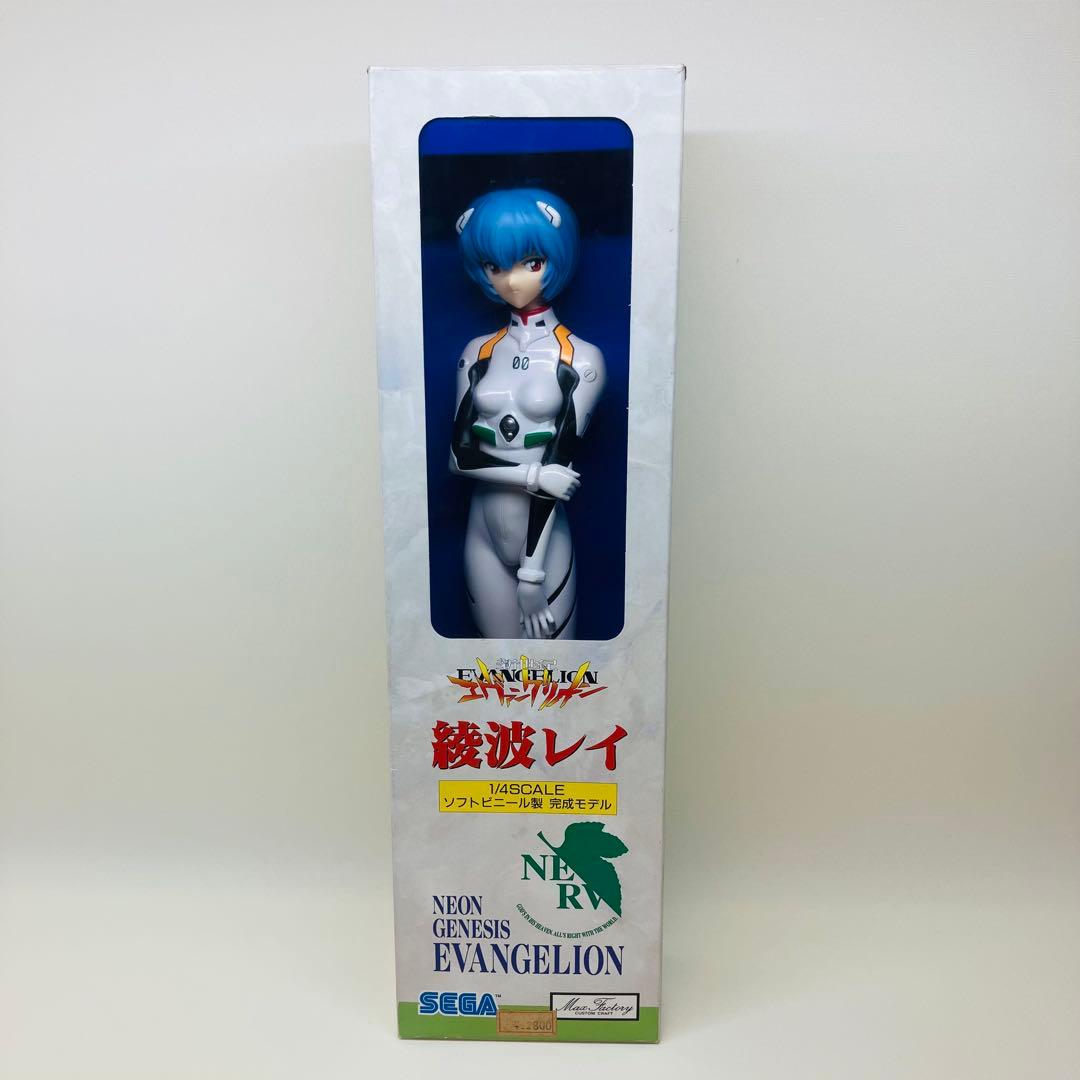 00
新世紀
EVANGELION
エヴァンゲリオン
綾波レイ
1/4SCALE
ソフトビニール製 完成モデル
NERV
GOD'S IN HIS HEAVEN. ALL'S RIGHT WITH THE WORLD.
NEON
GENESIS
EVANGELION
SEGA™
Max Factory
CUSTOM CRAFT
2800